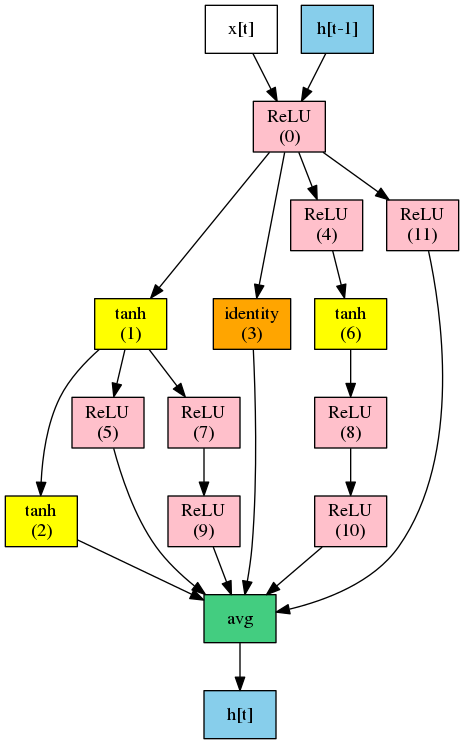 x[t]
h[t-1]
ReLU
(0)
ReLU
(4)
ReLU
(11)
tanh
(1)
identity
(3)
tanh
(6)
ReLU
(5)
ReLU
(7)
ReLU
(8)
tanh
(2)
ReLU
(9)
ReLU
(10)
avg
h[t]